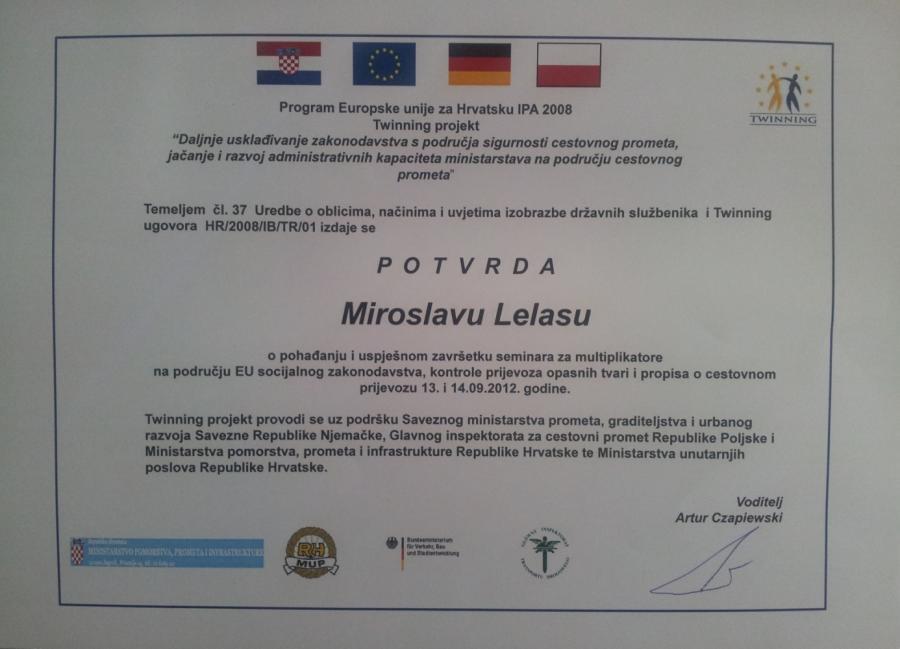 Program Europske unije za Hrvatsku IPA 2008
Twinning projekt
“Daljnje usklađivanje zakonodavstva s područja sigurnosti cestovnog prometa,
jačanje i razvoj administrativnih kapaciteta ministarstava na području cestovnog
prometa”
TWINNING
Temeljem čl. 37 Uredbe o oblicima, načinima i uvjetima izobrazbe državnih službenika i Twinning
ugovora HR/2008/IB/TR/01 izdaje se
P O T V R D A
Miroslavu Lelasu
o pohađanju i uspješnom završetku seminara za multiplikatore
na području EU socijalnog zakonodavstva, kontrole prijevoza opasnih tvari i propisa o cestovnom
prijevozu 13. i 14.09.2012. godine.
Twinning projekt provodi se uz podršku Saveznog ministarstva prometa, graditeljstva i urbanog
razvoja Savezne Republike Njemačke, Glavnog inspektorata za cestovni promet Republike Poljske i
Ministarstva pomorstva, prometa i infrastrukture Republike Hrvatske te Ministarstva unutarnjih
poslova Republike Hrvatske.
Voditelj
Artur Czapiewski
Republika Hrvatska
MINISTARSTVO POMORSTVA, PROMETA I INFRASTRUKTURE
RH
MUP
Bundesministerium
für Verkehr, Bau
und Stadtentwicklung